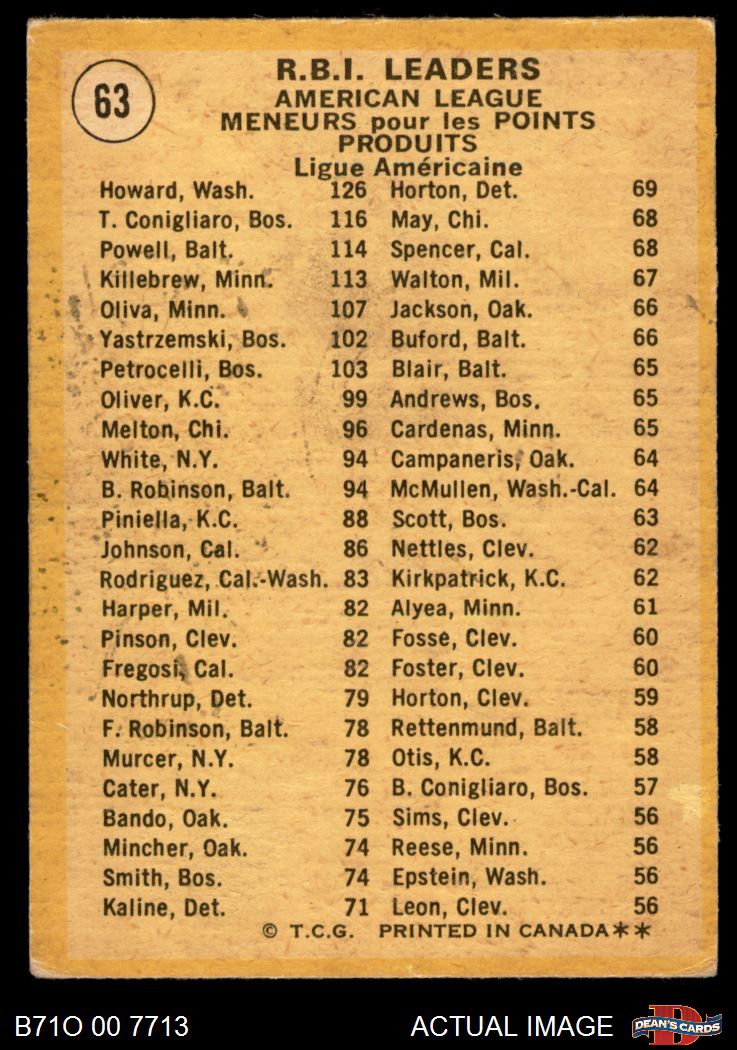 63
R.B.I. LEADERS
AMERICAN LEAGUE
MENEURS pour les POINTS
PRODUITS
Ligue Américaine
Howard, Wash. 126
T. Conigliaro, Bos. 116
Powell, Balt. 114
Killebrew, Minn. 113
Oliva, Minn. 107
Yastrzemski, Bos. 102
Petrocelli, Bos. 103
Oliver, K.C. 99
Melton, Chi. 96
White, N.Y. 94
B. Robinson, Balt. 94
Piniella, K.C. 88
Johnson, Cal. 86
Rodriguez, Cal.-Wash. 83
Harper, Mil. 82
Pinson, Clev. 82
Fregosi, Cal. 82
Northrup, Det. 79
F. Robinson, Balt. 78
Murcer, N.Y. 78
Cater, N.Y. 76
Bando, Oak. 75
Mincher, Oak. 74
Smith, Bos. 74
Kaline, Det. 71
Horton, Det. 69
May, Chi. 68
Spencer, Cal. 68
Walton, Mil. 67
Jackson, Oak. 66
Buford, Balt. 66
Blair, Balt. 65
Andrews, Bos. 65
Cardenas, Minn. 65
Campaneris, Oak. 64
McMullen, Wash.-Cal. 64
Scott, Bos. 63
Nettles, Clev. 62
Kirkpatrick, K.C. 62
Alyea, Minn. 61
Fosse, Clev. 60
Foster, Clev. 60
Horton, Clev. 59
Rettenmund, Balt. 58
Otis, K.C. 58
B. Conigliaro, Bos. 57
Sims, Clev. 56
Reese, Minn. 56
Epstein, Wash. 56
Leon, Clev. 56
© T.C.G. PRINTED IN CANADA**
B71O 00 7713
ACTUAL IMAGE
DEAN'S CARDS